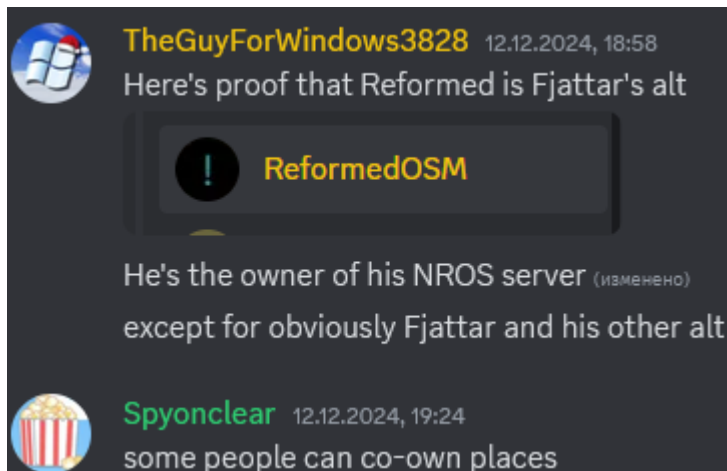 TheGuyForWindows3828 12.12.2024, 18:58
Here's proof that Reformed is Fjattar's alt
! ReformedOSM
He's the owner of his NROS server (изменено)
except for obviously Fjattar and his other alt
Spyonclear 12.12.2024, 19:24
some people can co-own places